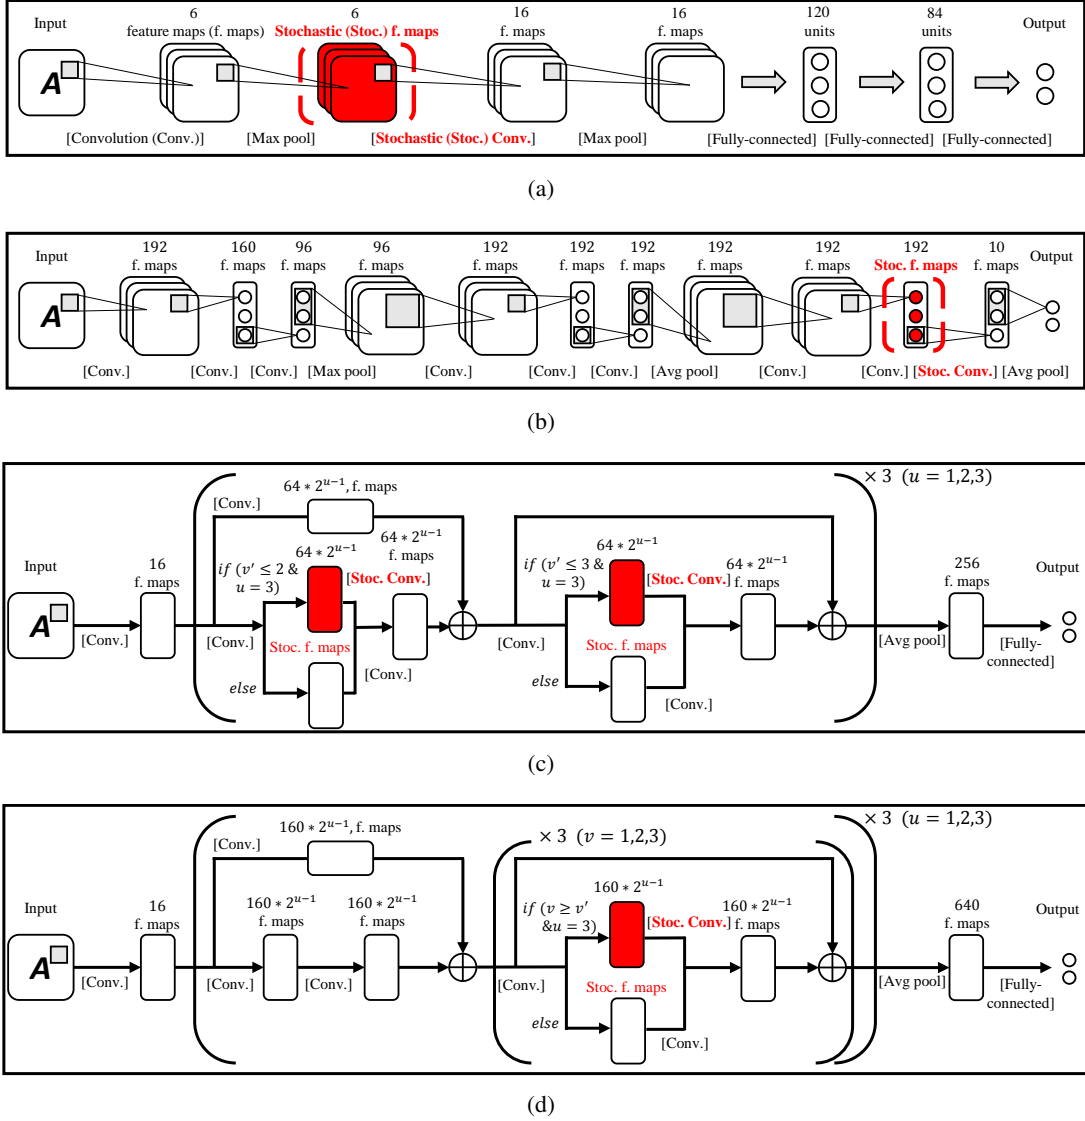 Input
6
feature maps (f. maps)
6
Stochastic (Stoc.) f. maps
16
f. maps
16
f. maps
120
units
84
units
Output
A
[Convolution (Conv.)]
[Max pool]
[Stochastic (Stoc.) Conv.]
[Max pool]
[Fully-connected]
[Fully-connected]
[Fully-connected]
(a)
Input
192
f. maps
160
f. maps
96
f. maps
96
f. maps
192
f. maps
192
f. maps
192
f. maps
192
f. maps
192
f. maps
192
Stoc. f. maps
10
f. maps
Output
A
[Conv.]
[Conv.]
[Conv.]
[Max pool]
[Conv.]
[Conv.]
[Conv.]
[Avg pool]
[Conv.]
[Conv.]
[Stoc. Conv.]
[Avg pool]
(b)
× 3 (u = 1,2,3)
[Conv.]
64 * 2^{u-1}, f. maps
Input
16
f. maps
if (v' ≤ 2 &
u = 3)
64 * 2^{u-1}
[Stoc. Conv.]
64 * 2^{u-1}
f. maps
if (v' ≤ 3 &
u = 3)
64 * 2^{u-1}
[Stoc. Conv.]
64 * 2^{u-1}
f. maps
256
f. maps
Output
A
[Conv.]
[Conv.]
Stoc. f. maps
else
[Conv.]
[Conv.]
Stoc. f. maps
else
[Conv.]
[Avg pool]
[Fully-
connected]
(c)
× 3 (u = 1,2,3)
[Conv.]
160 * 2^{u-1}, f. maps
× 3 (v = 1,2,3)
Input
16
f. maps
160 * 2^{u-1}
f. maps
160 * 2^{u-1}
f. maps
if (v ≥ v'
&u = 3)
160 * 2^{u-1}
[Stoc. Conv.]
160 * 2^{u-1}
f. maps
640
f. maps
Output
A
[Conv.]
[Conv.]
[Conv.]
[Conv.]
Stoc. f. maps
else
[Conv.]
[Avg pool]
[Fully-
connected]
(d)